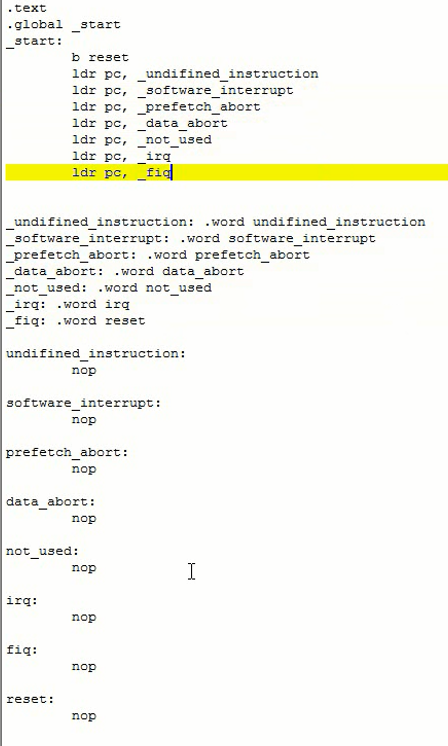 .text
.global _start
_start:
b reset
ldr pc, _undifined_instruction
ldr pc, _software_interrupt
ldr pc, _prefetch_abort
ldr pc, _data_abort
ldr pc, _not_used
ldr pc, _irq
ldr pc, _fiq
_undifined_instruction: .word undifined_instruction
_software_interrupt: .word software_interrupt
_prefetch_abort: .word prefetch_abort
_data_abort: .word data_abort
_not_used: .word not_used
_irq: .word irq
_fiq: .word reset
undifined_instruction:
nop
software_interrupt:
nop
prefetch_abort:
nop
data_abort:
nop
not_used:
nop
irq:
nop
fiq:
nop
reset:
nop